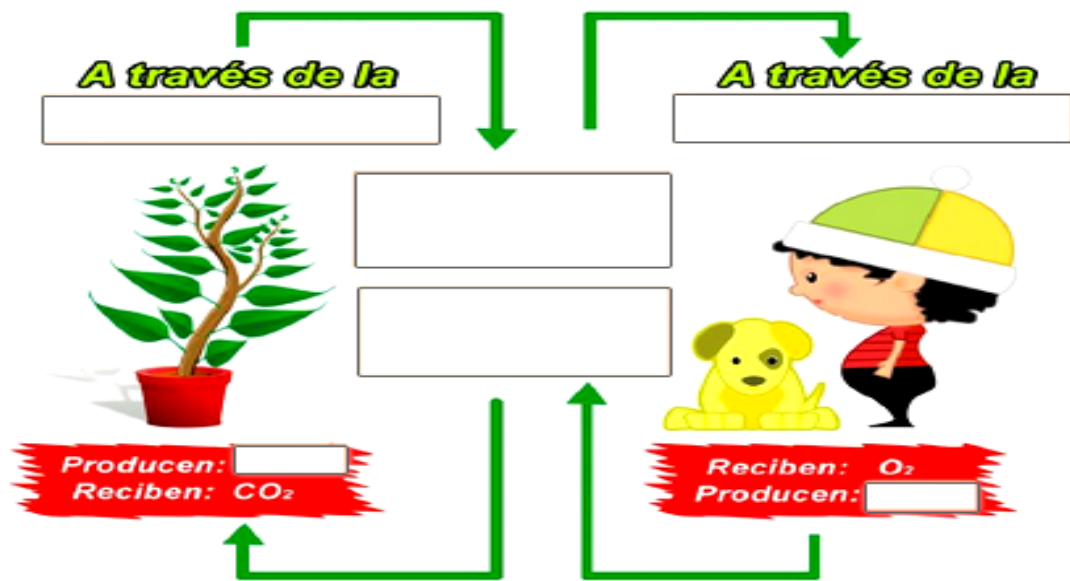 A través de la
A través de la
Producen:
Reciben: CO₂
Reciben: O₂
Producen: